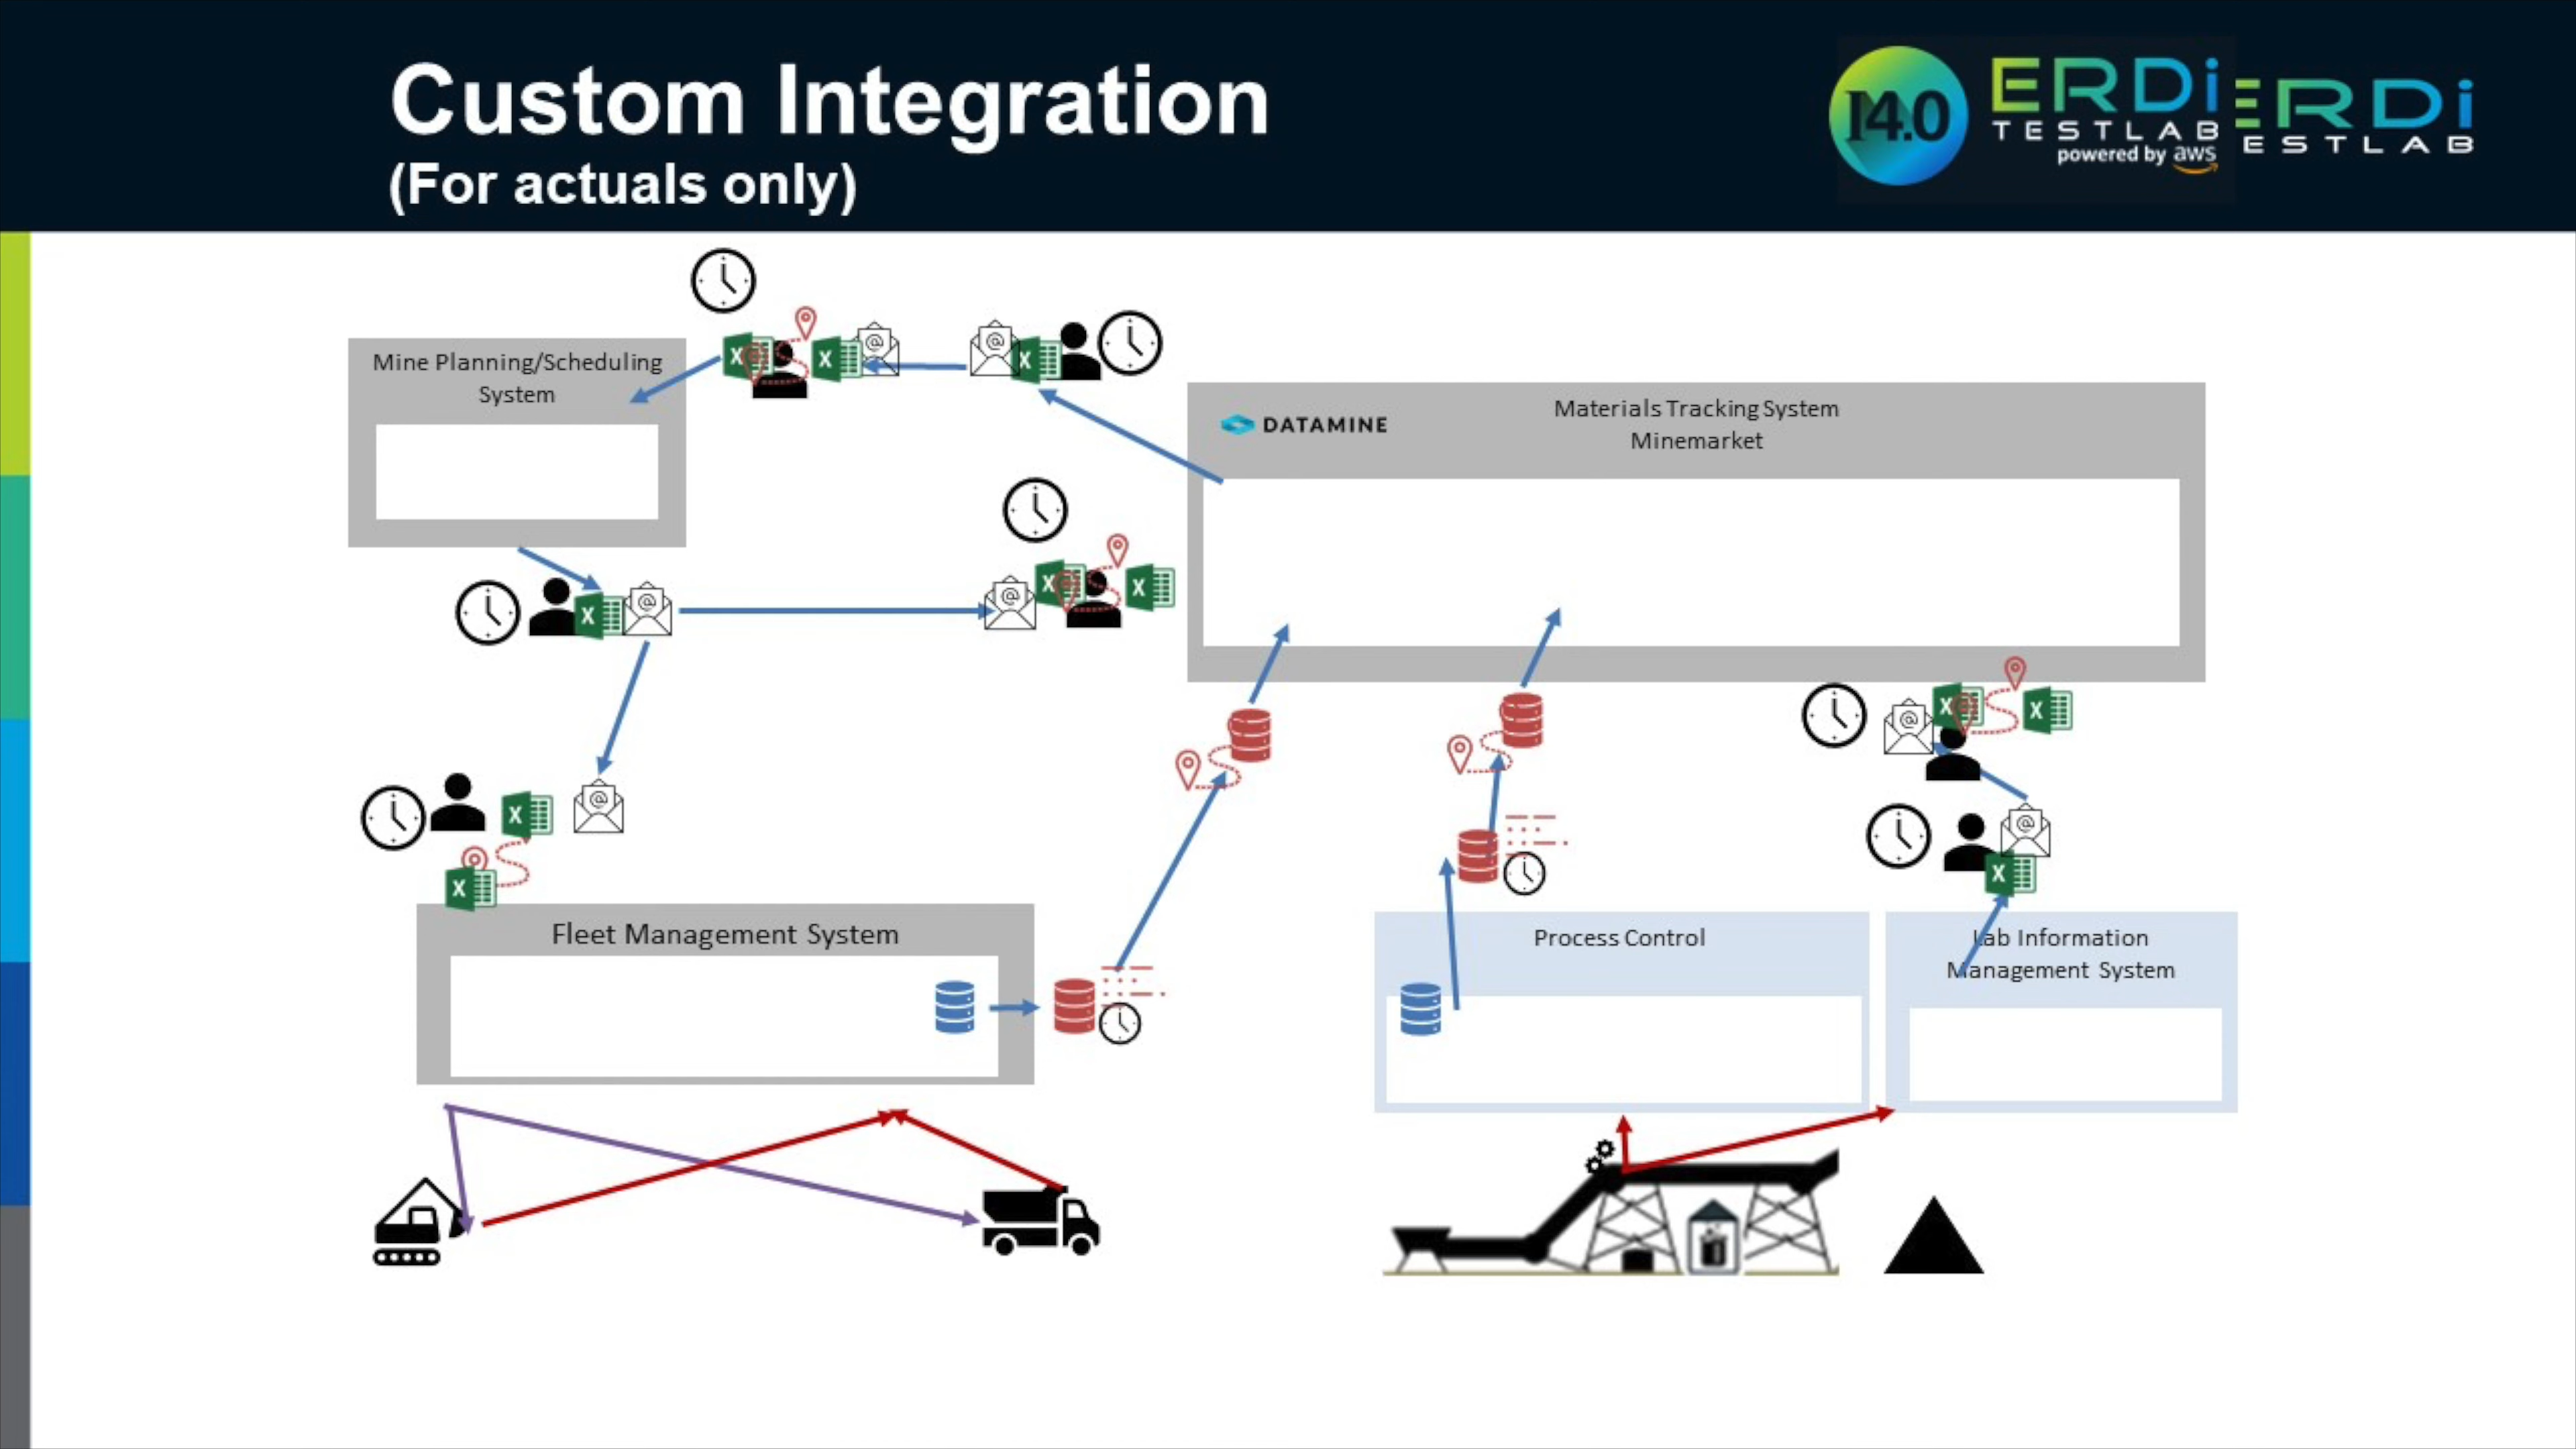 Custom Integration
(For actuals only)
I4.0
ERDi
TESTLAB
powered by aws
ERDi
ESTLAB
Mine Planning/Scheduling
System
DATAMINE
Materials Tracking System
Minemarket
Fleet Management System
Process Control
Lab Information
Management System